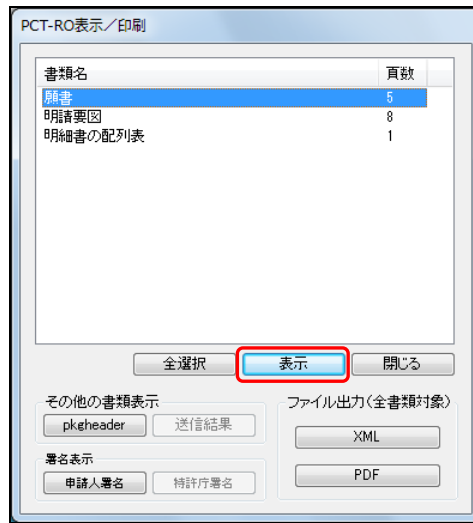 PCT-RO表示／印刷
書類名 頁数
願書 5
明請要図 8
明細書の配列表 1
全選択 表示 閉じる
その他の書類表示 ファイル出力(全書類対象)
pkgheader 送信結果 XML
署名表示
申請人署名 特許庁署名 PDF